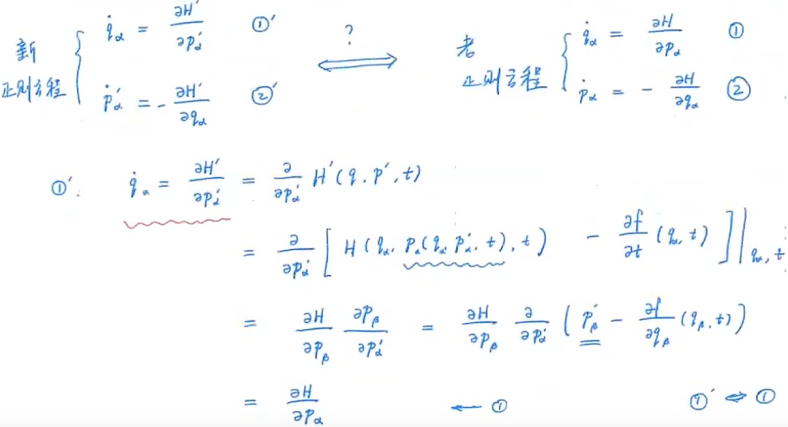 新正则方程 { q̇_α = ∂H′/∂p′_α ①′ ⟺? 老正则方程 { q̇_α = ∂H/∂p_α ①
ṗ′_α = - ∂H′/∂q_α ②′ ṗ_α = - ∂H/∂q_α ②
①′: q̇_α = ∂H′/∂p′_α = ∂/∂p′_α H′(q, p′, t)
= ∂/∂p′_α [ H(q_α, p_α(q_α, p′_α, t), t) - ∂f/∂t (q_α, t) ]|_{q_α, t}
= ∂H/∂p_β ∂p_β/∂p′_α = ∂H/∂p_β ∂/∂p′_α ( p′_β - ∂f/∂q_β (q_β, t) )
= ∂H/∂p_α ← ① ①′ ⇔ ①